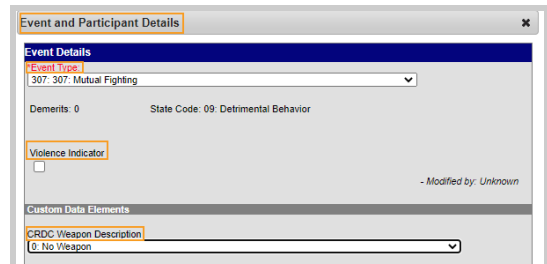 Event and Participant Details ×
Event Details
*Event Type:
307: 307: Mutual Fighting
Demerits: 0 State Code: 09: Detrimental Behavior
Violence Indicator
- Modified by: Unknown
Custom Data Elements
CRDC Weapon Description
0: No Weapon